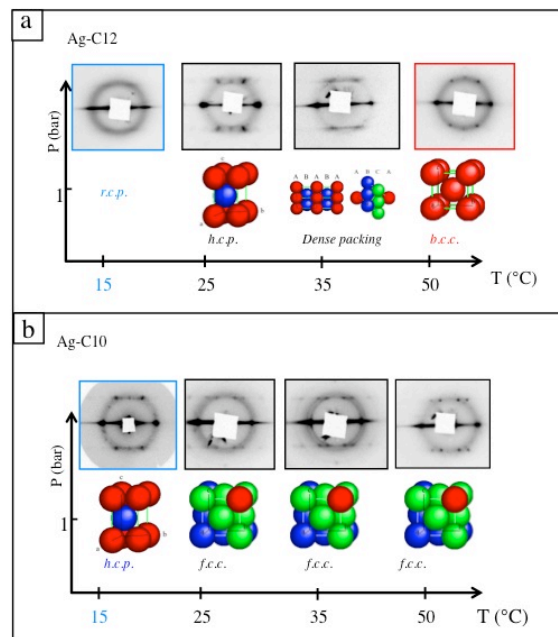 a
Ag-C12
P (bar)
1
r.c.p.
c
a
b
h.c.p.
A B A B A
A B C A
Dense packing
b.c.c.
15
25
35
50
T (°C)
b
Ag-C10
P (bar)
1
c
a
b
h.c.p.
f.c.c.
f.c.c.
f.c.c.
15
25
35
50
T (°C)